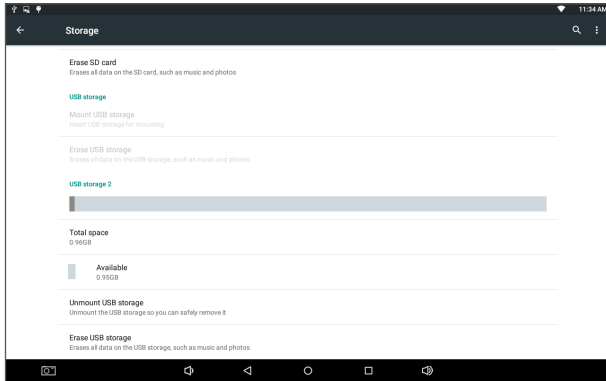 11:34 AM
Storage
Erase SD card
Erases all data on the SD card, such as music and photos
USB storage
Mount USB storage
Insert USB storage for mounting
Erase USB storage
Erases all data on the USB storage, such as music and photos
USB storage 2
Total space
0.96GB
Available
0.95GB
Unmount USB storage
Unmount the USB storage so you can safely remove it
Erase USB storage
Erases all data on the USB storage, such as music and photos